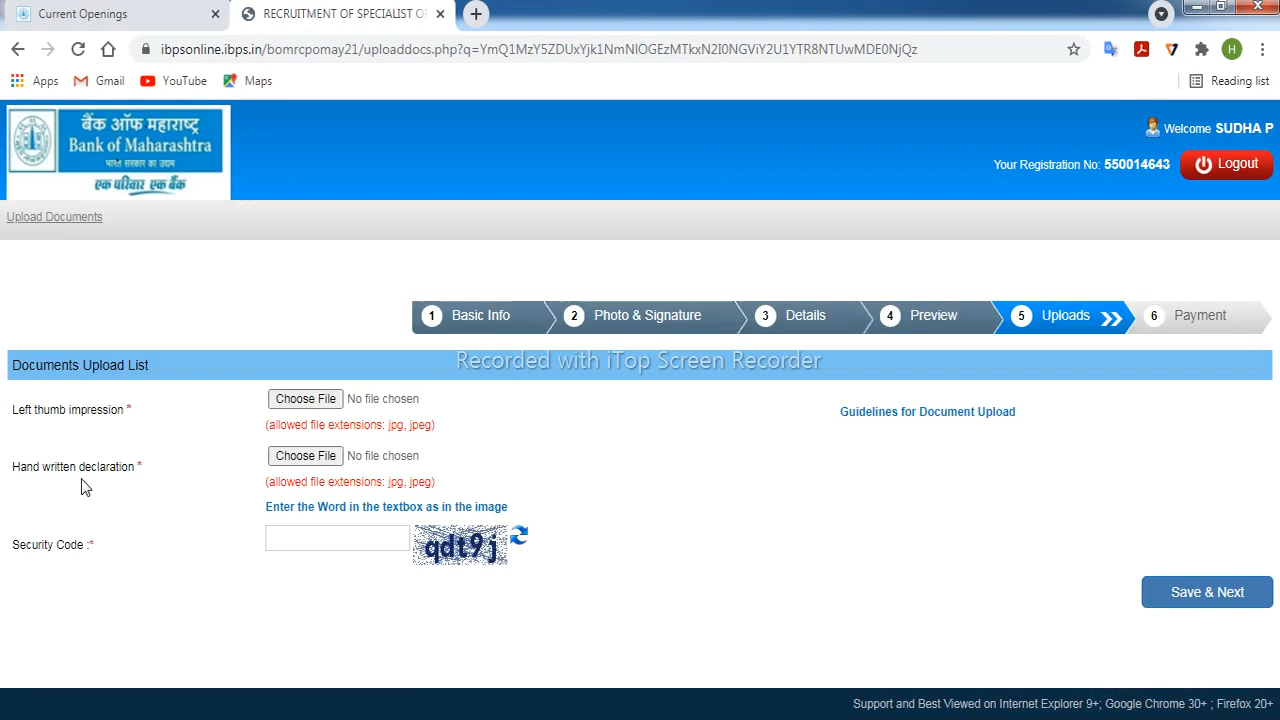 Current Openings
RECRUITMENT OF SPECIALIST O
ibpsonline.ibps.in/bomrcpomay21/uploaddocs.php?q=YmQ1MzY5ZDUxYjk1NmNlOGEzMTkxN2I0NGViY2U1YTR8NTUwMDE0NjQz
H
Apps Gmail YouTube Maps Reading list
बैंक ऑफ महाराष्ट्र
Bank of Maharashtra
भारत सरकार का उद्यम
एक परिवार एक बैंक
Welcome SUDHA P
Your Registration No: 550014643 Logout
Upload Documents
1 Basic Info 2 Photo & Signature 3 Details 4 Preview 5 Uploads 6 Payment
Recorded with iTop Screen Recorder
Documents Upload List
Left thumb impression * Choose File No file chosen
(allowed file extensions: jpg, jpeg)
Guidelines for Document Upload
Hand written declaration * Choose File No file chosen
(allowed file extensions: jpg, jpeg)
Enter the Word in the textbox as in the image
Security Code :* qdt9j
Save & Next
Support and Best Viewed on Internet Explorer 9+; Google Chrome 30+ ; Firefox 20+